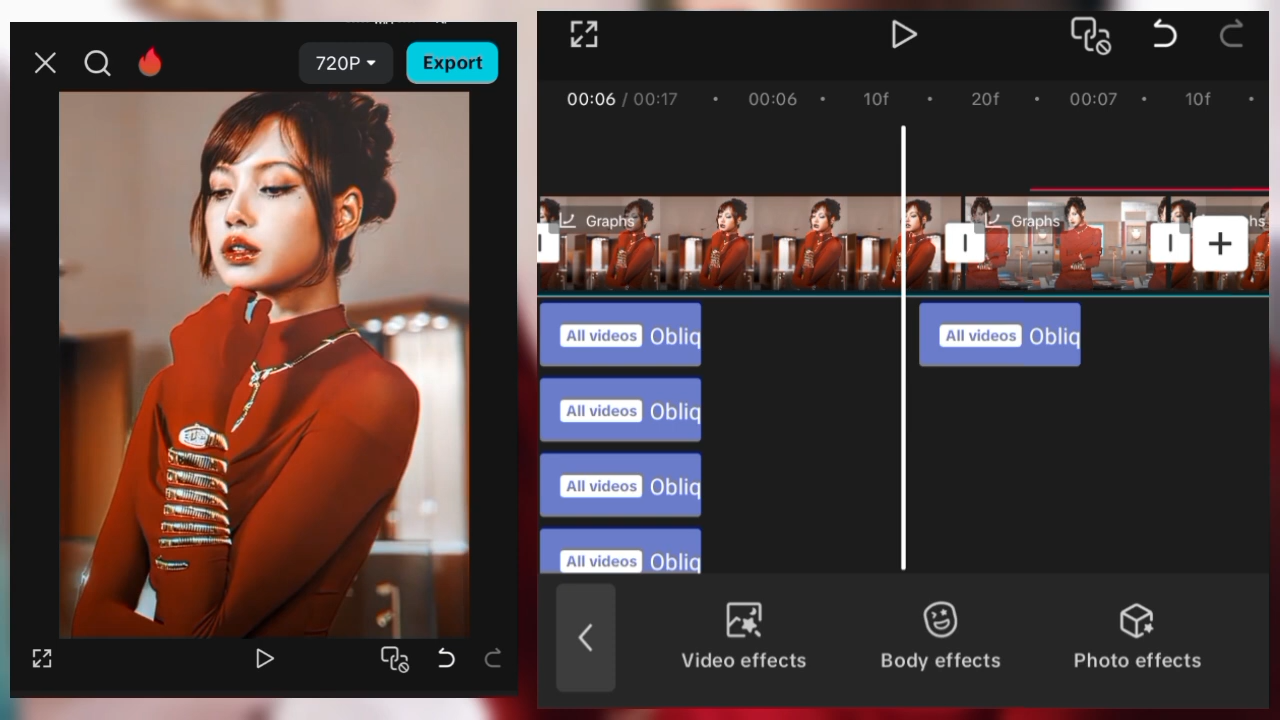 720P
Export
00:06 / 00:17
00:06
10f
20f
00:07
10f
Graphs
Graphs
All videos Obliq
All videos Obliq
All videos Obliq
All videos Obliq
All videos Obliq
Video effects
Body effects
Photo effects